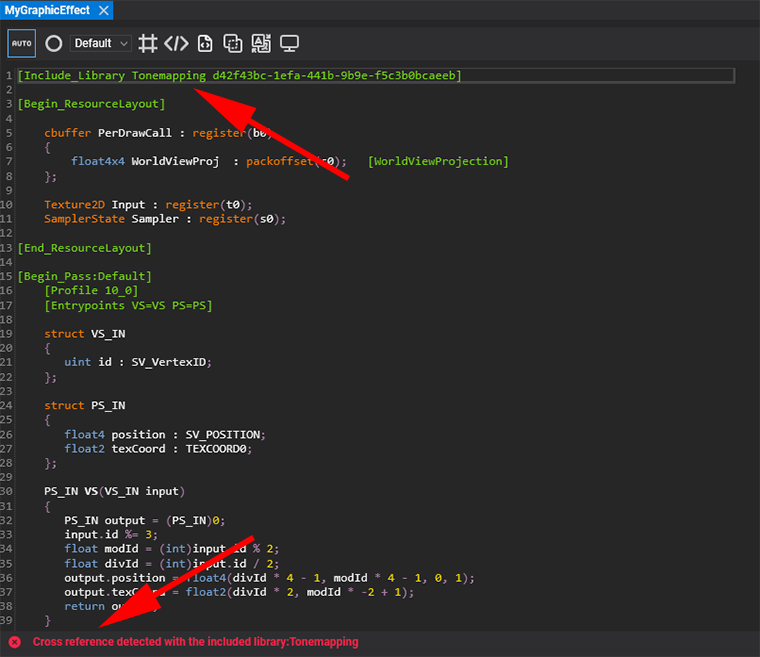 MyGraphicEffect
AUTO Default
1 [Include_Library Tonemapping d42f43bc-1efa-441b-9b9e-f5c3b0bcaeeb]
2
3 [Begin_ResourceLayout]
4
5 cbuffer PerDrawCall : register(b0)
6 {
7 float4x4 WorldViewProj : packoffset(c0); [WorldViewProjection]
8 };
9
10 Texture2D Input : register(t0);
11 SamplerState Sampler : register(s0);
12
13 [End_ResourceLayout]
14
15 [Begin_Pass:Default]
16 [Profile 10_0]
17 [Entrypoints VS=VS PS=PS]
18
19 struct VS_IN
20 {
21 uint id : SV_VertexID;
22 };
23
24 struct PS_IN
25 {
26 float4 position : SV_POSITION;
27 float2 texCoord : TEXCOORD0;
28 };
29
30 PS_IN VS(VS_IN input)
31 {
32 PS_IN output = (PS_IN)0;
33 input.id %= 3;
34 float modId = (int)input.id % 2;
35 float divId = (int)input.id / 2;
36 output.position = float4(divId * 4 - 1, modId * 4 - 1, 0, 1);
37 output.texCoord = float2(divId * 2, modId * -2 + 1);
38 return output;
39 }
Cross reference detected with the included library:Tonemapping